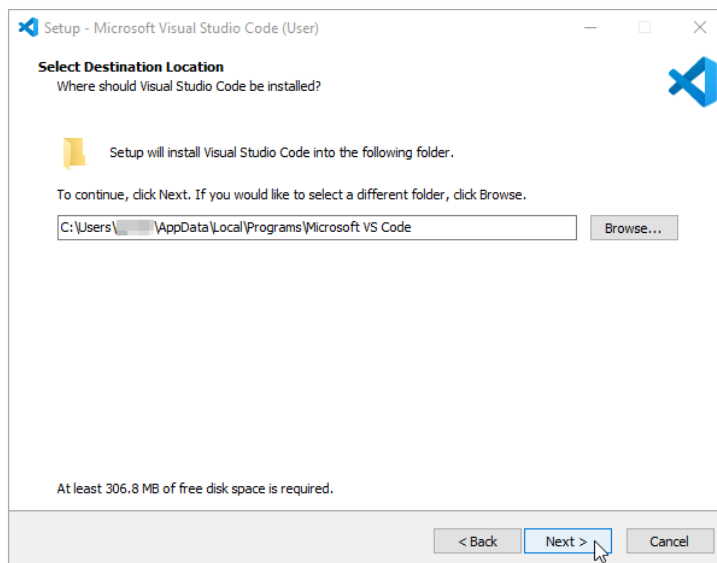 Setup - Microsoft Visual Studio Code (User)
Select Destination Location
Where should Visual Studio Code be installed?
Setup will install Visual Studio Code into the following folder.
To continue, click Next. If you would like to select a different folder, click Browse.
C:\Users\ \AppData\Local\Programs\Microsoft VS Code
Browse...
At least 306.8 MB of free disk space is required.
< Back Next > Cancel